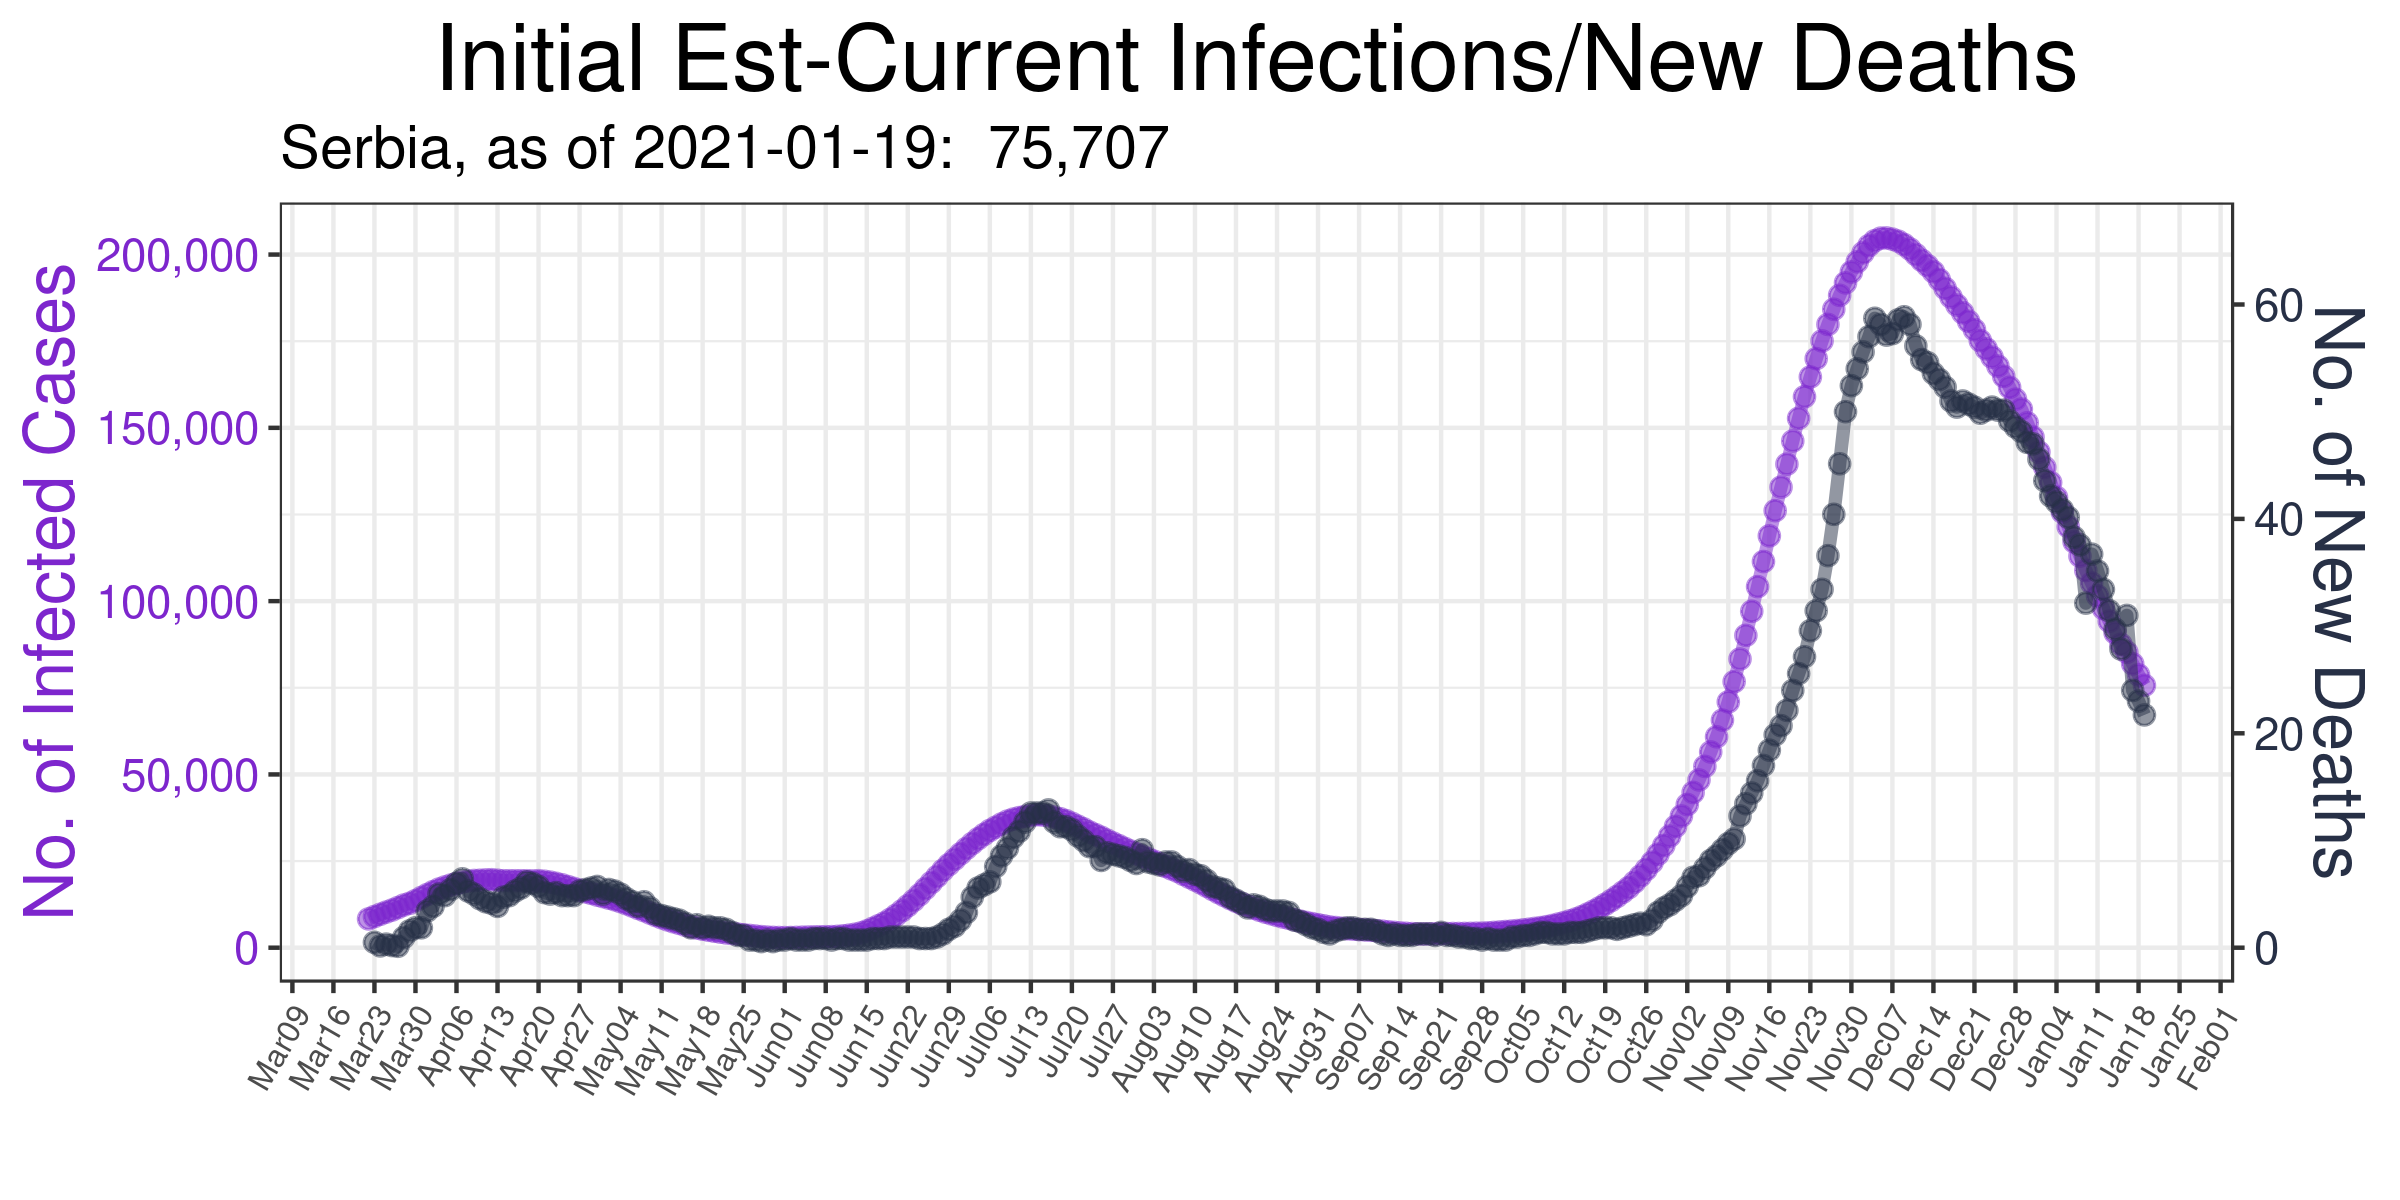 Initial Est-Current Infections/New Deaths
Serbia, as of 2021-01-19:  75,707
No. of Infected Cases
200,000
150,000
100,000
50,000
0
60
40
20
0
No. of New Deaths
Mar09
Mar16
Mar23
Mar30
Apr06
Apr13
Apr20
Apr27
May04
May11
May18
May25
Jun01
Jun08
Jun15
Jun22
Jun29
Jul06
Jul13
Jul20
Jul27
Aug03
Aug10
Aug17
Aug24
Aug31
Sep07
Sep14
Sep21
Sep28
Oct05
Oct12
Oct19
Oct26
Nov02
Nov09
Nov16
Nov23
Nov30
Dec07
Dec14
Dec21
Dec28
Jan04
Jan11
Jan18
Jan25
Feb01